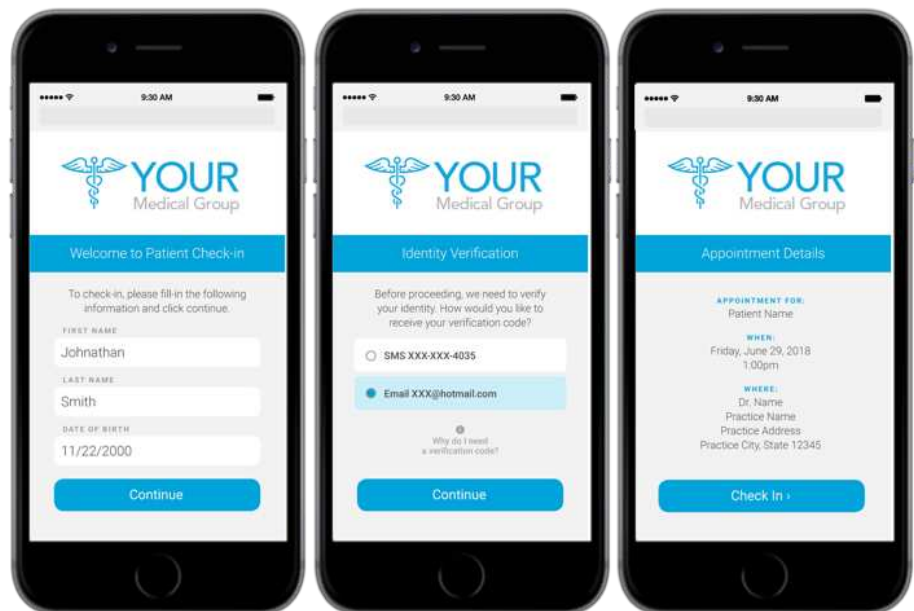 9:30 AM
YOUR
Medical Group
Welcome to Patient Check-in
To check-in, please fill-in the following
information and click continue.
FIRST NAME
Johnathan
LAST NAME
Smith
DATE OF BIRTH
11/22/2000
Continue
9:30 AM
YOUR
Medical Group
Identity Verification
Before proceeding, we need to verify
your identity. How would you like to
receive your verification code?
SMS XXX-XXX-4035
Email XXX@hotmail.com
Why do I need
a verification code?
Continue
9:30 AM
YOUR
Medical Group
Appointment Details
APPOINTMENT FOR:
Patient Name
WHEN:
Friday, June 29, 2018
1:00pm
WHERE:
Dr. Name
Practice Name
Practice Address
Practice City, State 12345
Check In ›